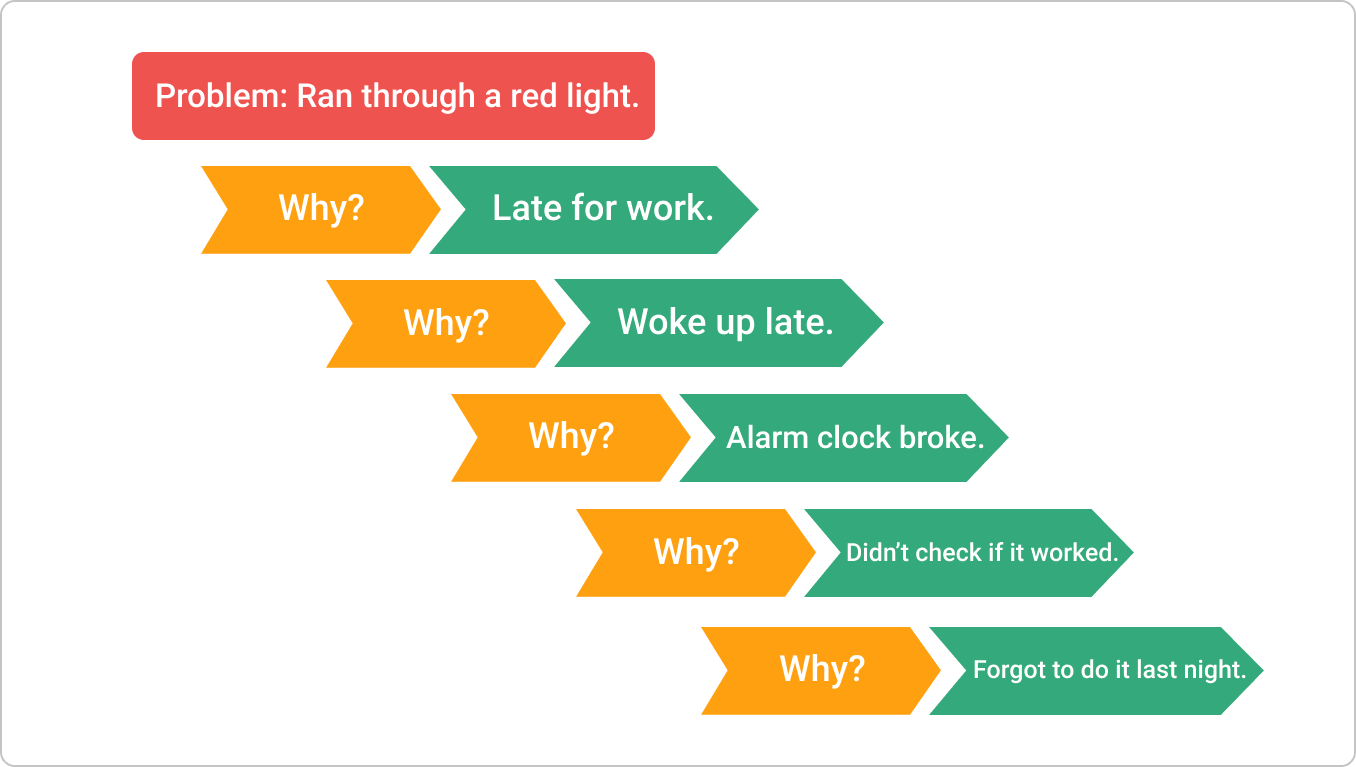 Problem: Ran through a red light.
Why? Late for work.
Why? Woke up late.
Why? Alarm clock broke.
Why? Didn’t check if it worked.
Why? Forgot to do it last night.